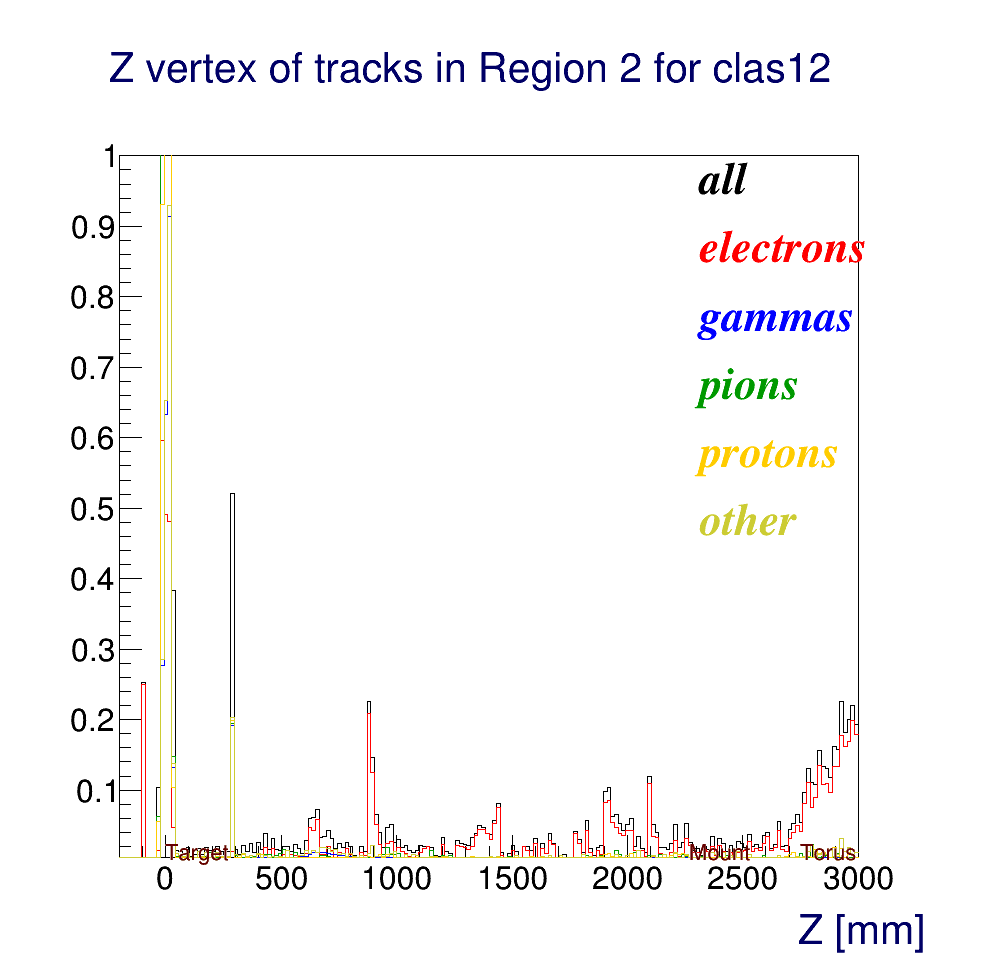 Z vertex of tracks in Region 2 for clas12
1
all
0.9
electrons
0.8
gammas
0.7
pions
0.6
protons
0.5
other
0.4
0.3
0.2
0.1
Target Mount Torus
0 500 1000 1500 2000 2500 3000
Z [mm]